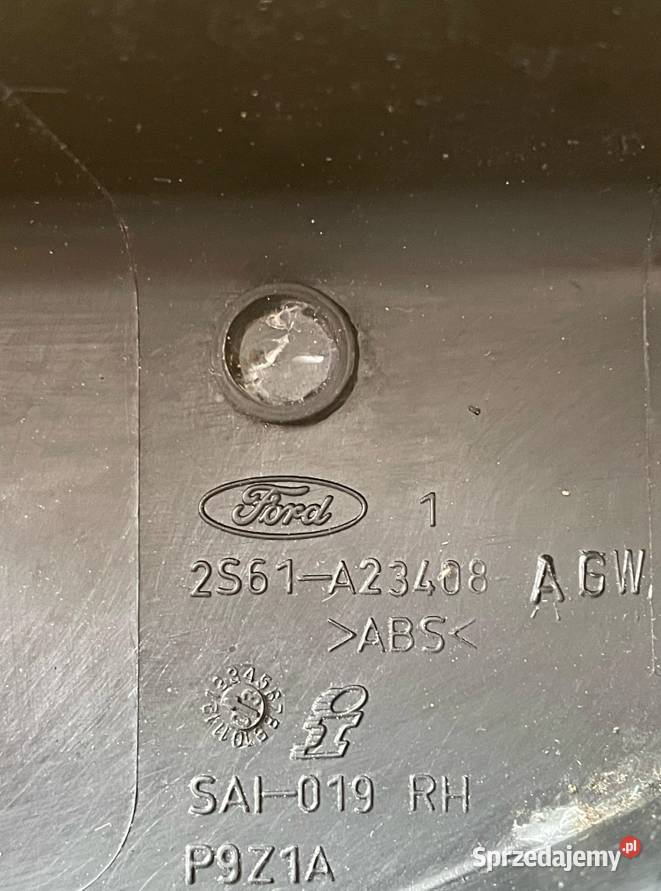 Ford 1
2S61-A23408 AGW
>ABS<
SAI-019 RH
P9Z1A
Sprzedajemy.pl